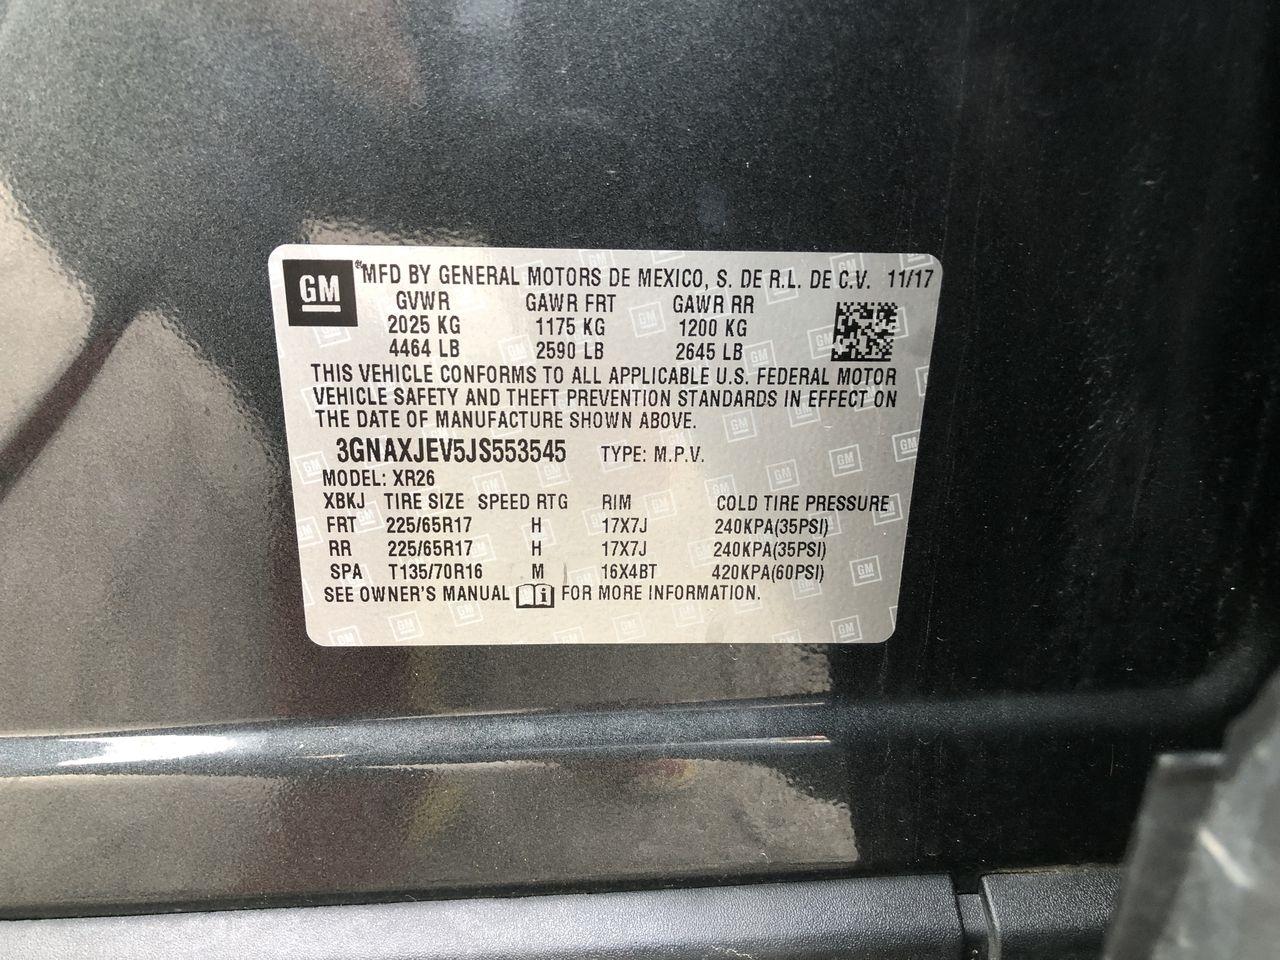 GM MFD BY GENERAL MOTORS DE MEXICO, S. DE R.L. DE C.V. 11/17
GVWR GAWR FRT GAWR RR
2025 KG 1175 KG 1200 KG
4464 LB 2590 LB 2645 LB
THIS VEHICLE CONFORMS TO ALL APPLICABLE U.S. FEDERAL MOTOR
VEHICLE SAFETY AND THEFT PREVENTION STANDARDS IN EFFECT ON
THE DATE OF MANUFACTURE SHOWN ABOVE.
3GNAXJEV5JS553545 TYPE: M.P.V.
MODEL: XR26
XBKJ TIRE SIZE SPEED RTG RIM COLD TIRE PRESSURE
FRT 225/65R17 H 17X7J 240KPA(35PSI)
RR 225/65R17 H 17X7J 240KPA(35PSI)
SPA T135/70R16 M 16X4BT 420KPA(60PSI)
SEE OWNER'S MANUAL i FOR MORE INFORMATION.